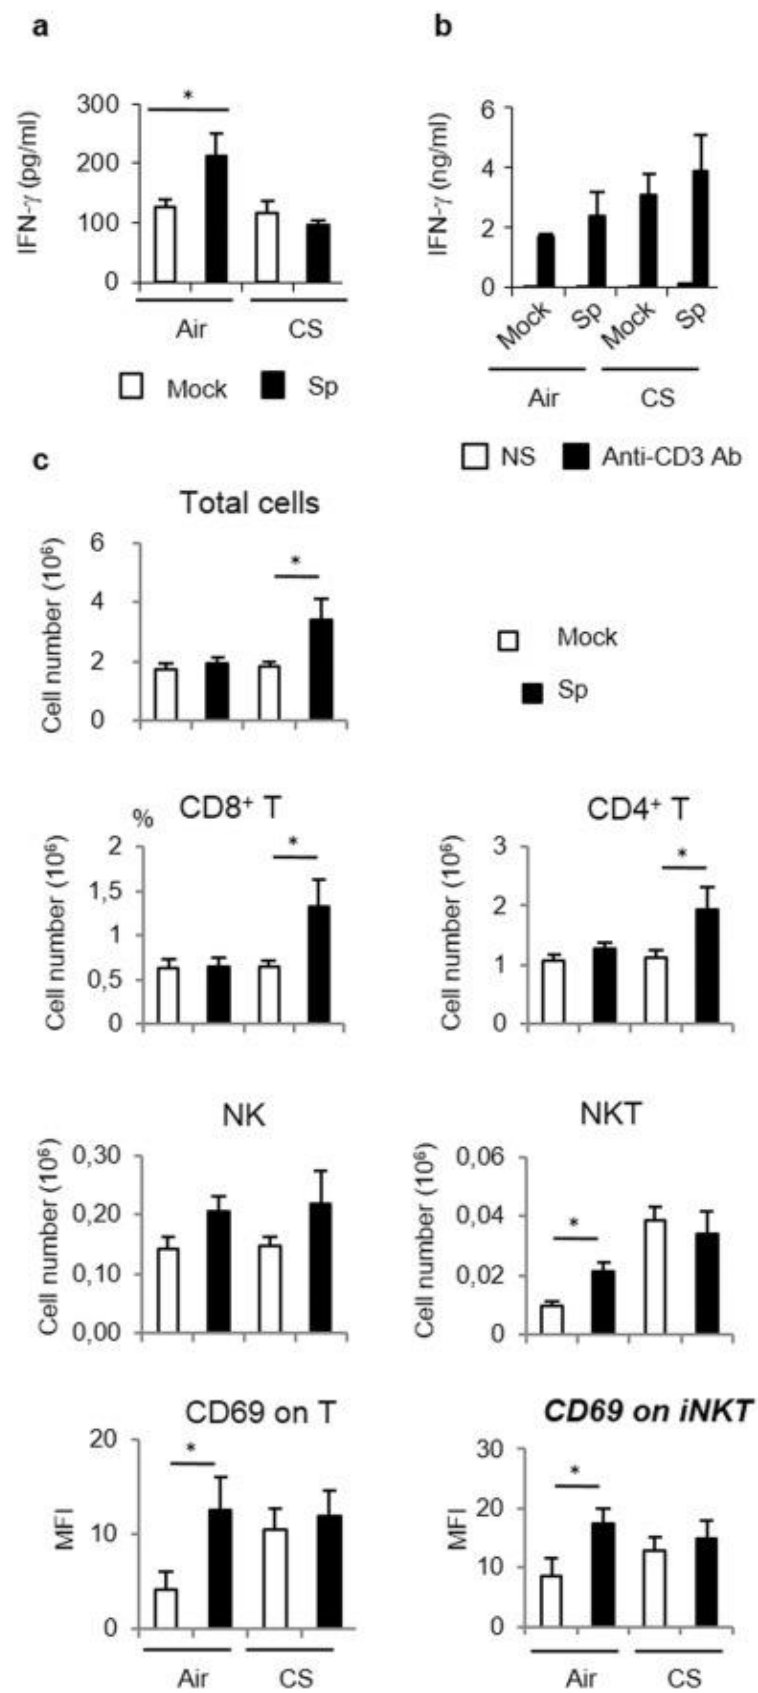 a
b
300
200
100
0
IFN-γ (pg/ml)
*
Air
CS
Mock
Sp
6
4
2
0
IFN-γ (ng/ml)
Mock
Sp
Mock
Sp
Air
CS
NS
Anti-CD3 Ab
c
Total cells
6
4
2
0
Cell number (10⁶)
*
Mock
Sp
%
CD8⁺ T
2
1,5
1
0,5
0
Cell number (10⁶)
*
CD4⁺ T
3
2
1
0
Cell number (10⁶)
*
NK
0,30
0,20
0,10
0,00
Cell number (10⁶)
NKT
0,06
0,04
0,02
0
Cell number (10⁶)
*
CD69 on T
20
10
0
MFI
*
Air
CS
CD69 on iNKT
30
20
10
0
MFI
*
Air
CS